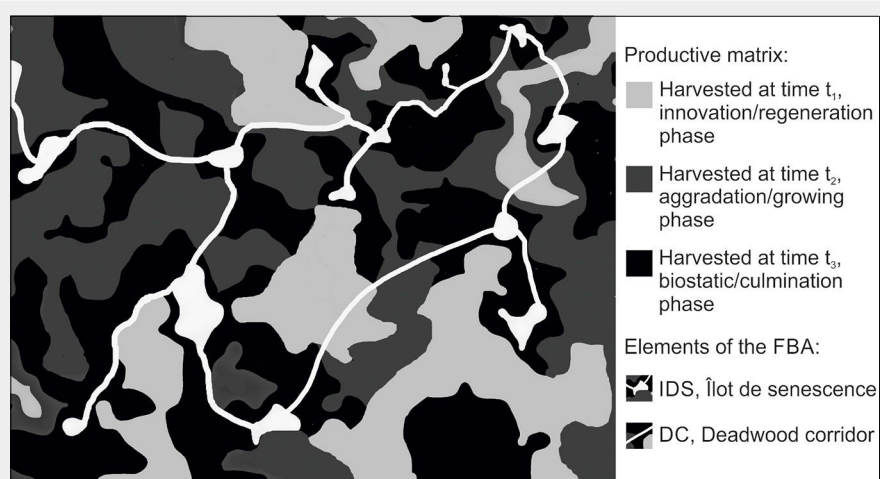 Productive matrix:
Harvested at time t₁,
innovation/regeneration
phase
Harvested at time t₂,
aggradation/growing
phase
Harvested at time t₃,
biostatic/culmination
phase
Elements of the FBA:
IDS, Îlot de senescence
DC, Deadwood corridor